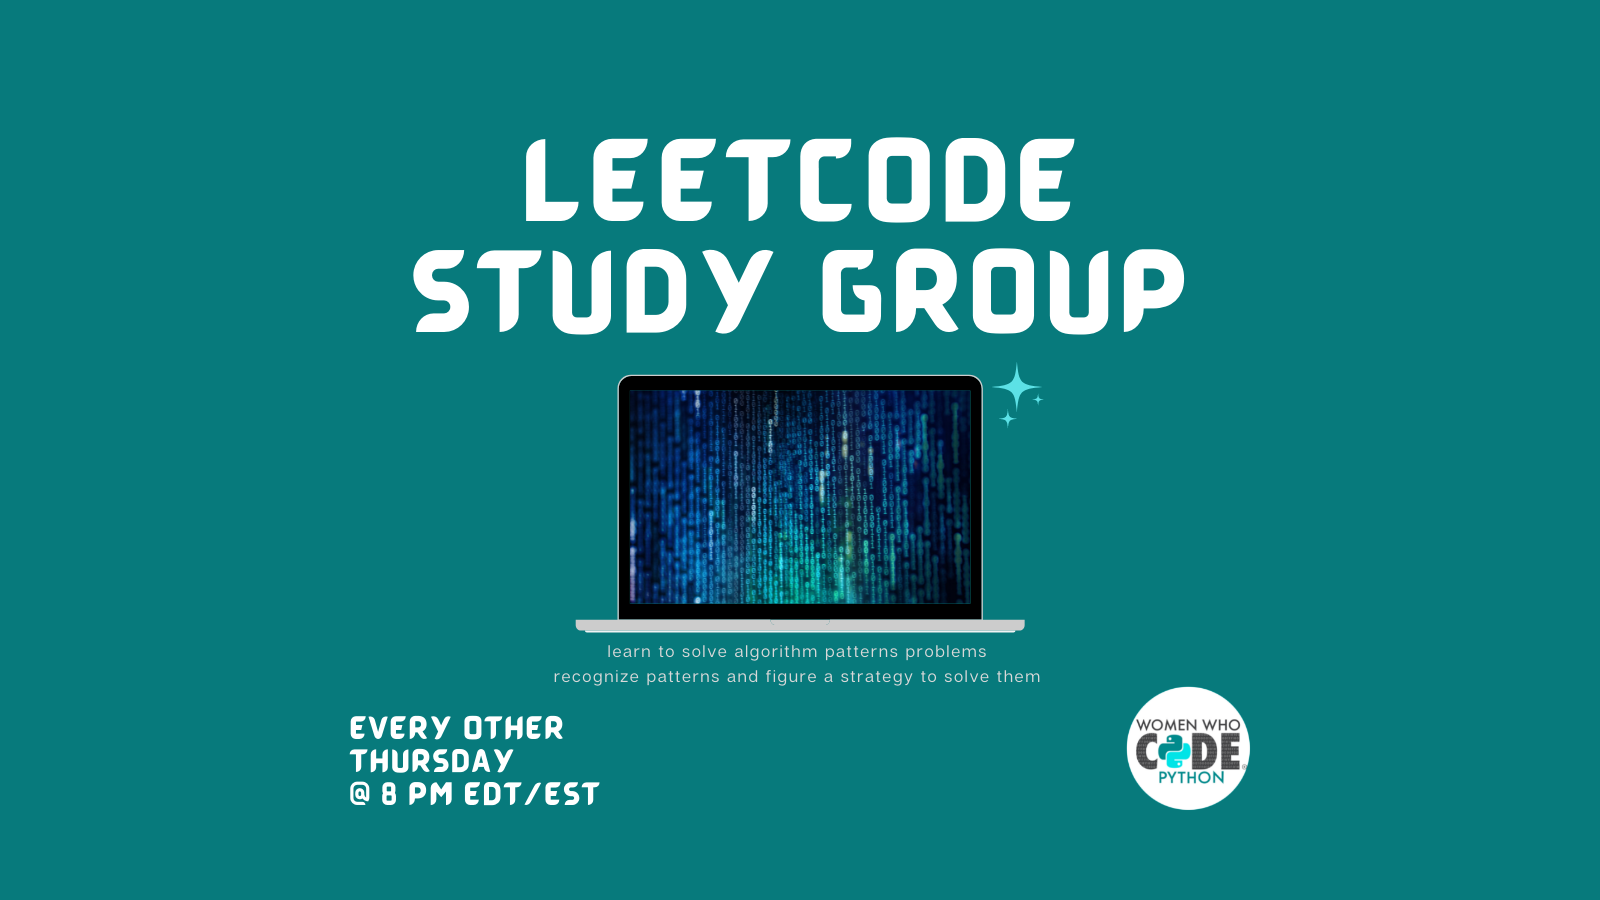 LEETCODE
STUDY GROUP
learn to solve algorithm patterns problems
recognize patterns and figure a strategy to solve them
EVERY OTHER
THURSDAY
@ 8 PM EDT/EST
WOMEN WHO
CODE
PYTHON